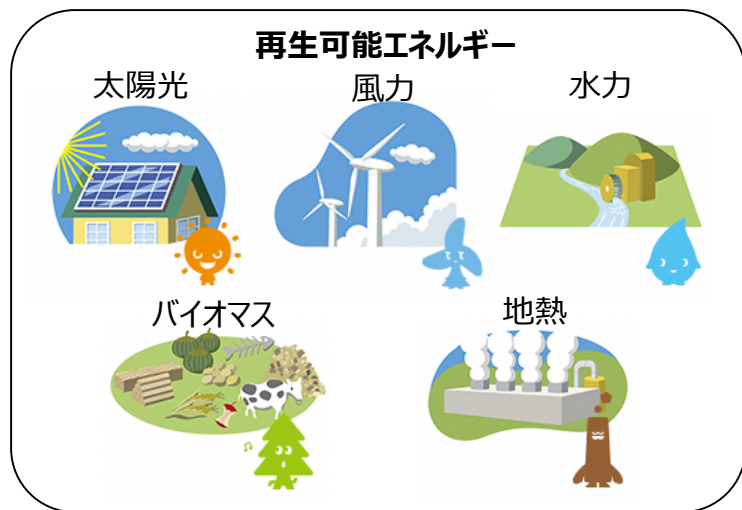 再生可能エネルギー
太陽光
風力
水力
バイオマス
地熱